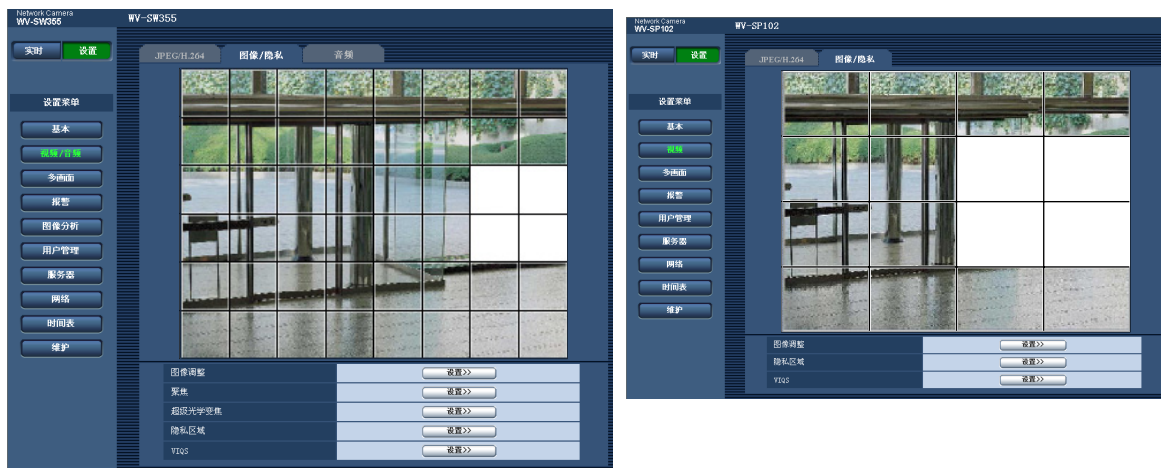 Network Camera
WV-SW355
WV-SW355
实时
设置
JPEG/H.264
图像/隐私
音频
设置菜单
基本
视频/音频
多画面
报警
图像分析
用户管理
服务器
网络
时间表
维护
图像调整
设置>>
聚焦
设置>>
超级光学变焦
设置>>
隐私区域
设置>>
VIQS
设置>>
Network Camera
WV-SP102
WV-SP102
实时
设置
JPEG/H.264
图像/隐私
设置菜单
基本
视频
多画面
报警
用户管理
服务器
网络
时间表
维护
图像调整
设置>>
隐私区域
设置>>
VIQS
设置>>